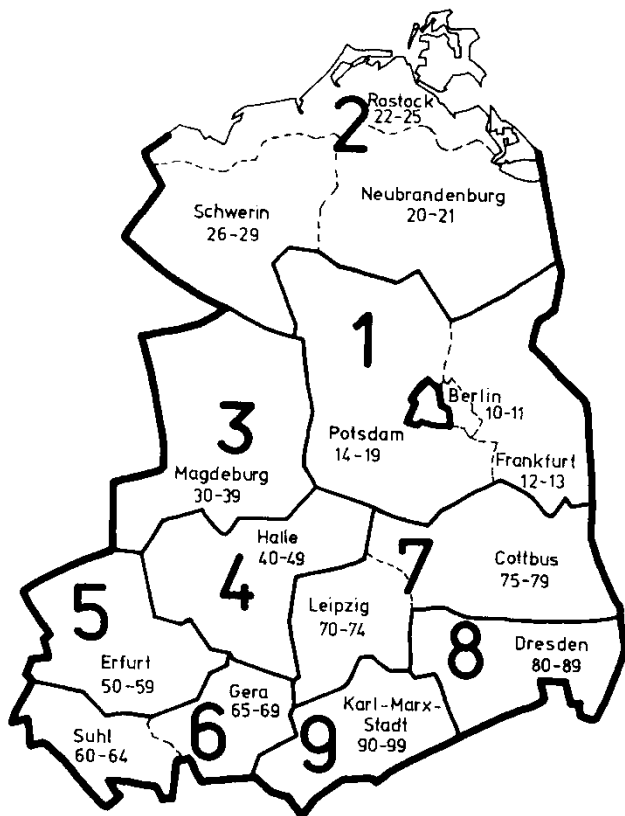 Rostock
22-25
2
Neubrandenburg
20-21
Schwerin
26-29
1
Berlin
10-11
3
Potsdam
14-19
Frankfurt
12-13
Magdeburg
30-39
Halle
40-49
4
7
Cottbus
75-79
5
Leipzig
70-74
8
Dresden
80-89
Erfurt
50-59
Gera
65-69
Karl-Marx-
Stadt
90-99
Suhl
60-64
6
9